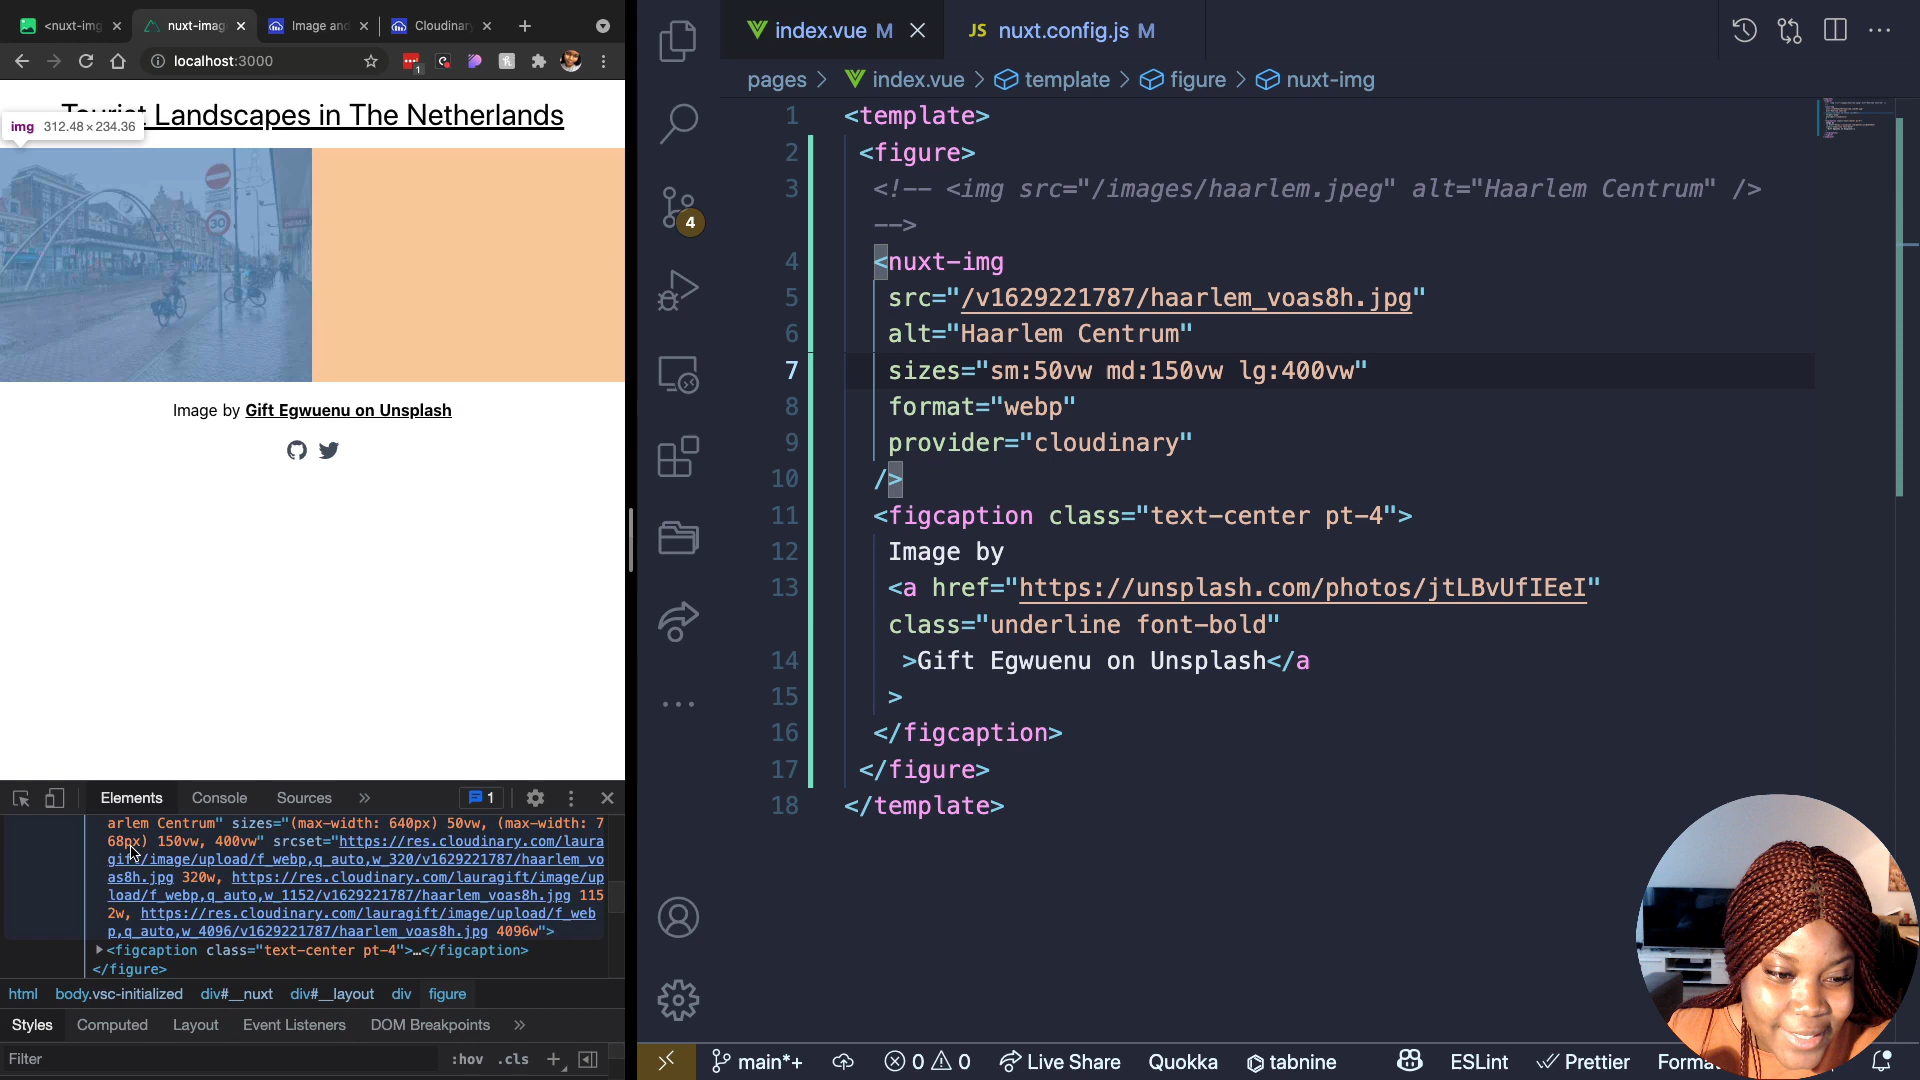 <nuxt-img
nuxt-imag
Image and
Cloudinary
localhost:3000
1
Tourist Landscapes in The Netherlands
img 312.48×234.36
30
HEMA
Image by Gift Egwuenu on Unsplash
Elements
Console
Sources
1
arlem Centrum" sizes="(max-width: 640px) 50vw, (max-width: 7
68px) 150vw, 400vw" srcset="https://res.cloudinary.com/laura
gift/image/upload/f_webp,q_auto,w_320/v1629221787/haarlem_vo
as8h.jpg 320w, https://res.cloudinary.com/lauragift/image/up
load/f_webp,q_auto,w_1152/v1629221787/haarlem_voas8h.jpg 115
2w, https://res.cloudinary.com/lauragift/image/upload/f_web
p,q_auto,w_4096/v1629221787/haarlem_voas8h.jpg 4096w">
<figcaption class="text-center pt-4">…</figcaption>
</figure>
html body.vsc-initialized div#__nuxt div#__layout div figure
Styles Computed Layout Event Listeners DOM Breakpoints
Filter :hov .cls
index.vue M
JS nuxt.config.js M
pages > index.vue > template > figure > nuxt-img
4
1 <template>
2 <figure>
3 <!-- <img src="/images/haarlem.jpeg" alt="Haarlem Centrum" />
-->
4 <nuxt-img
5 src="/v1629221787/haarlem_voas8h.jpg"
6 alt="Haarlem Centrum"
7 sizes="sm:50vw md:150vw lg:400vw"
8 format="webp"
9 provider="cloudinary"
10 />
11 <figcaption class="text-center pt-4">
12 Image by
13 <a href="https://unsplash.com/photos/jtLBvUfIEeI"
class="underline font-bold"
14 >Gift Egwuenu on Unsplash</a
15 >
16 </figcaption>
17 </figure>
18 </template>
main*+ 0 0 Live Share Quokka tabnine ESLint Prettier